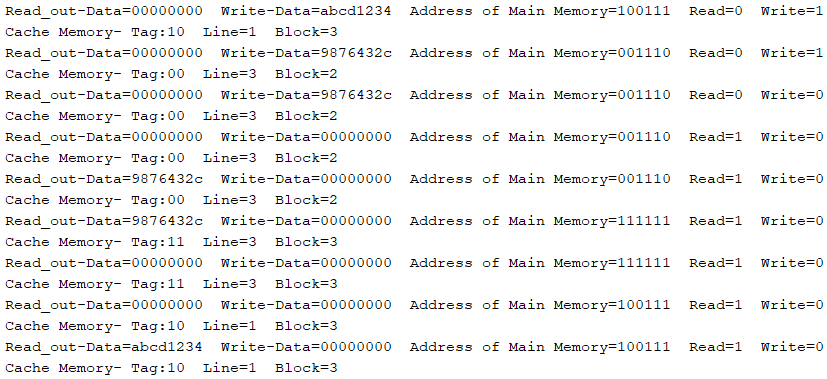 Read_out-Data=00000000  Write-Data=abcd1234  Address of Main Memory=100111  Read=0  Write=1
Cache Memory- Tag:10  Line=1  Block=3
Read_out-Data=00000000  Write-Data=9876432c  Address of Main Memory=001110  Read=0  Write=1
Cache Memory- Tag:00  Line=3  Block=2
Read_out-Data=00000000  Write-Data=9876432c  Address of Main Memory=001110  Read=0  Write=0
Cache Memory- Tag:00  Line=3  Block=2
Read_out-Data=00000000  Write-Data=00000000  Address of Main Memory=001110  Read=1  Write=0
Cache Memory- Tag:00  Line=3  Block=2
Read_out-Data=9876432c  Write-Data=00000000  Address of Main Memory=001110  Read=1  Write=0
Cache Memory- Tag:00  Line=3  Block=2
Read_out-Data=9876432c  Write-Data=00000000  Address of Main Memory=111111  Read=1  Write=0
Cache Memory- Tag:11  Line=3  Block=3
Read_out-Data=00000000  Write-Data=00000000  Address of Main Memory=111111  Read=1  Write=0
Cache Memory- Tag:11  Line=3  Block=3
Read_out-Data=00000000  Write-Data=00000000  Address of Main Memory=100111  Read=1  Write=0
Cache Memory- Tag:10  Line=1  Block=3
Read_out-Data=abcd1234  Write-Data=00000000  Address of Main Memory=100111  Read=1  Write=0
Cache Memory- Tag:10  Line=1  Block=3